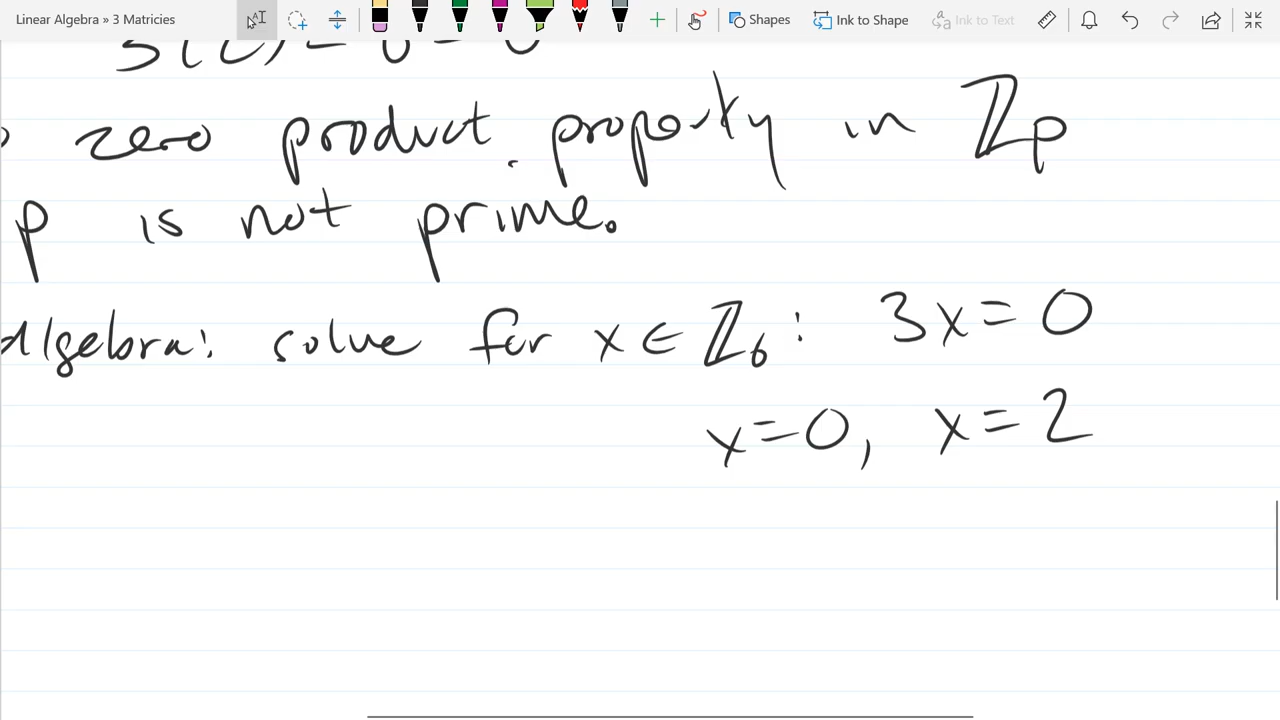 Linear Algebra » 3 Matricies
Shapes
Ink to Shape
Ink to Text
zero product property in ℤp
p is not prime.
algebra: solve for x ∈ ℤ6: 3x = 0
x = 0, x = 2